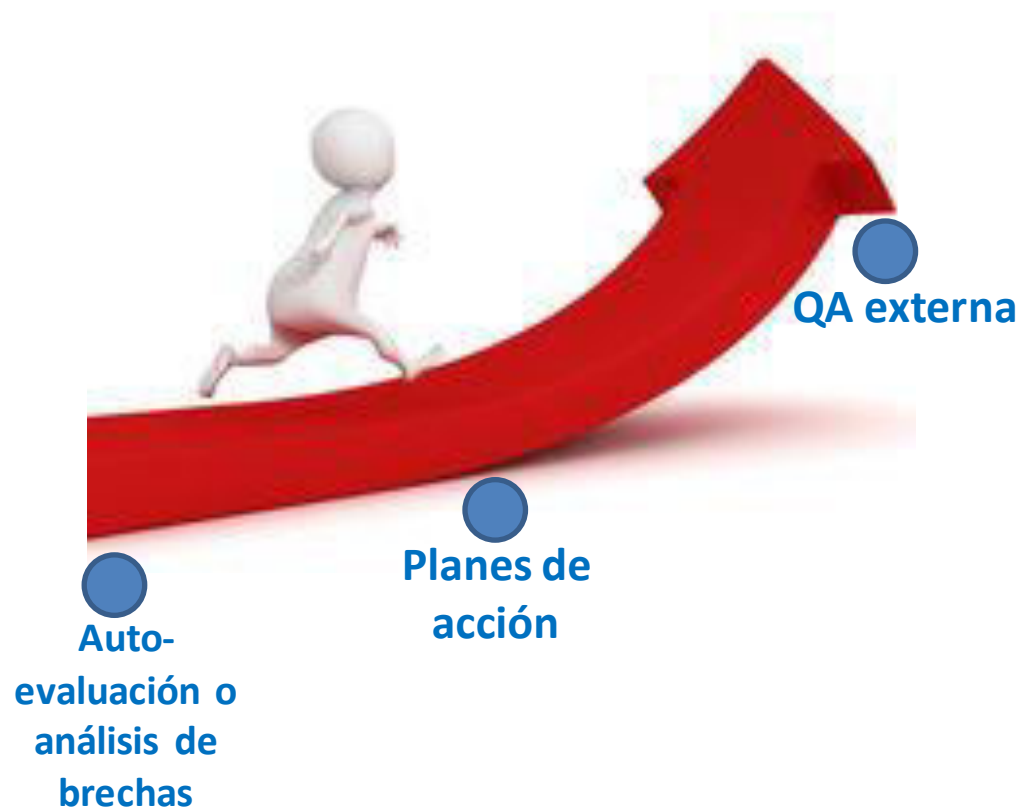 Auto-
evaluación o
análisis de
brechas
Planes de
acción
QA externa